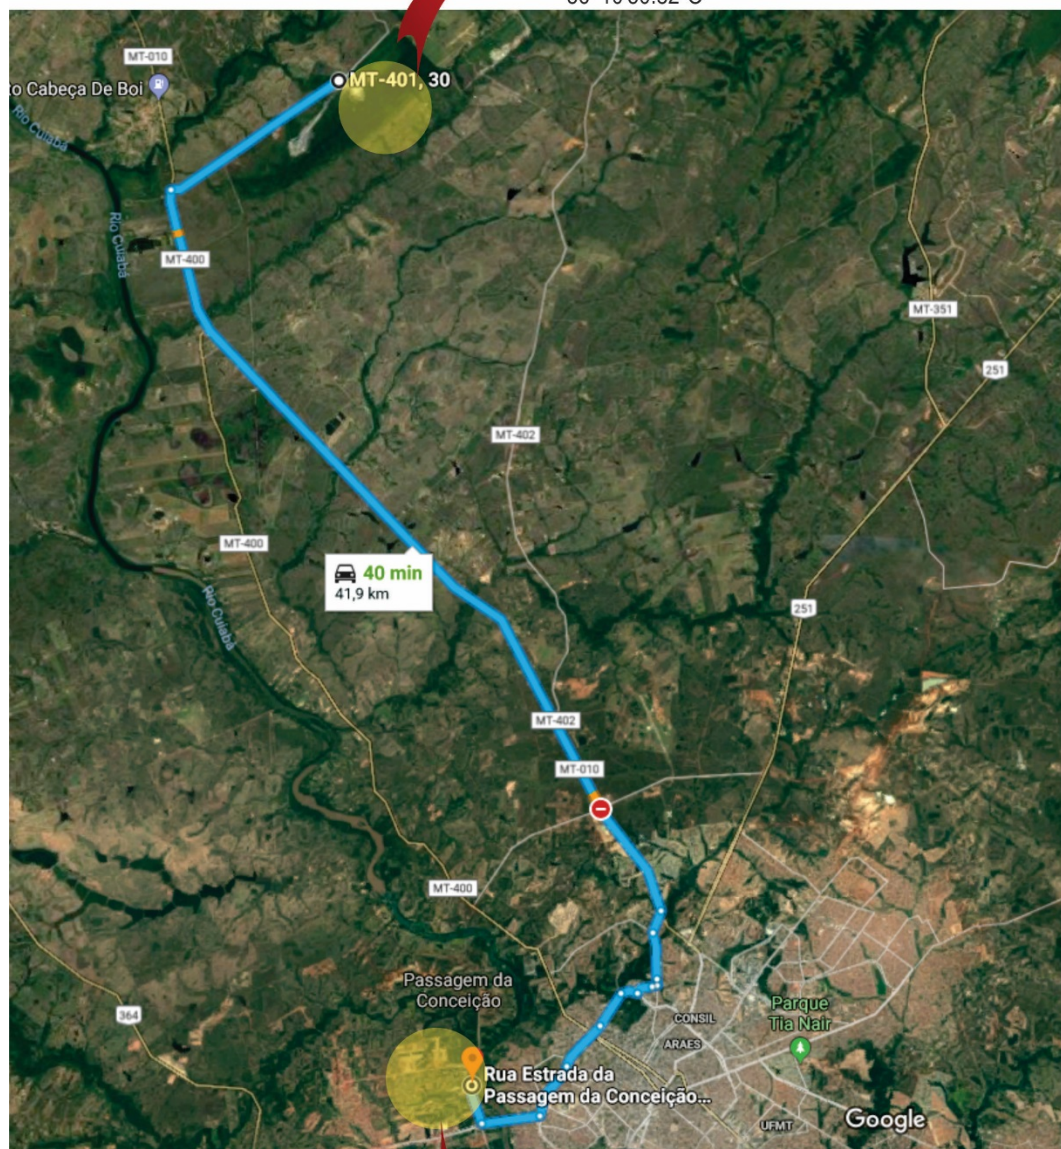 MT-010
MT-401, 30
to Cabeça De Boi
Rio Cuiabá
Rio Cuiabá
MT-400
MT-351
251
MT-402
MT-400
40 min
41,9 km
Rio Cuiabá
251
MT-402
MT-010
MT-400
Passagem da
Conceição
364
CONSIL
Parque
Tia Nair
ARAES
Rua Estrada da
Passagem da Conceição...
Google
UFMT